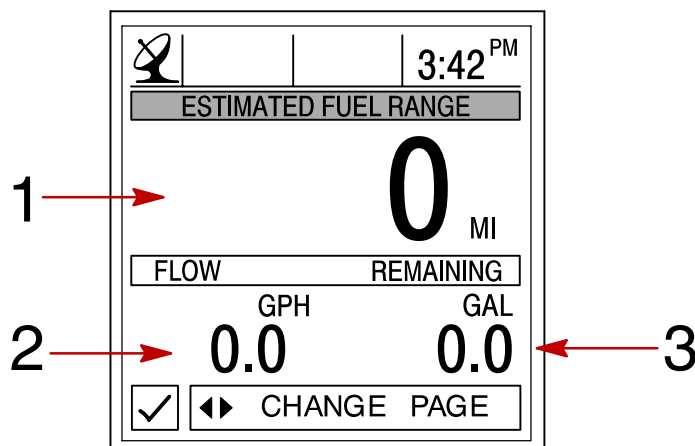 3:42 PM
ESTIMATED FUEL RANGE
1
0 MI
FLOW REMAINING
GPH GAL
2 0.0 0.0 3
CHANGE PAGE